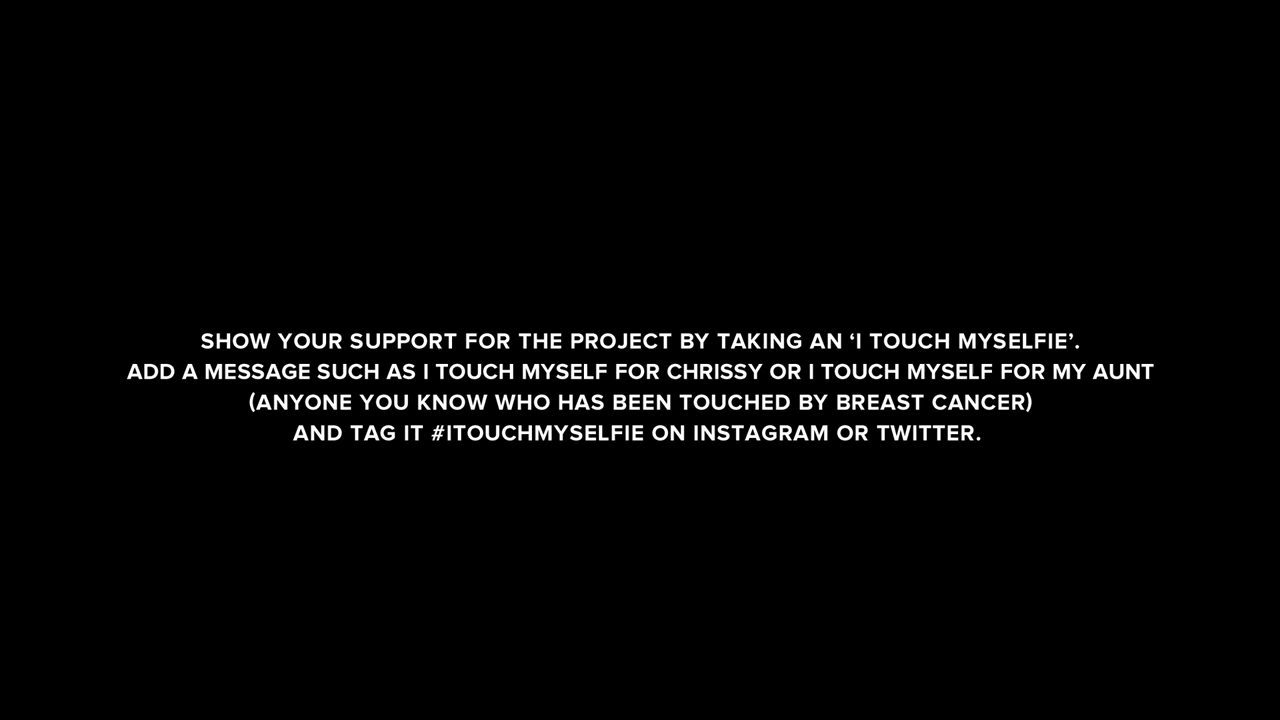 SHOW YOUR SUPPORT FOR THE PROJECT BY TAKING AN ‘I TOUCH MYSELFIE’.
ADD A MESSAGE SUCH AS I TOUCH MYSELF FOR CHRISSY OR I TOUCH MYSELF FOR MY AUNT
(ANYONE YOU KNOW WHO HAS BEEN TOUCHED BY BREAST CANCER)
AND TAG IT #ITOUCHMYSELFIE ON INSTAGRAM OR TWITTER.